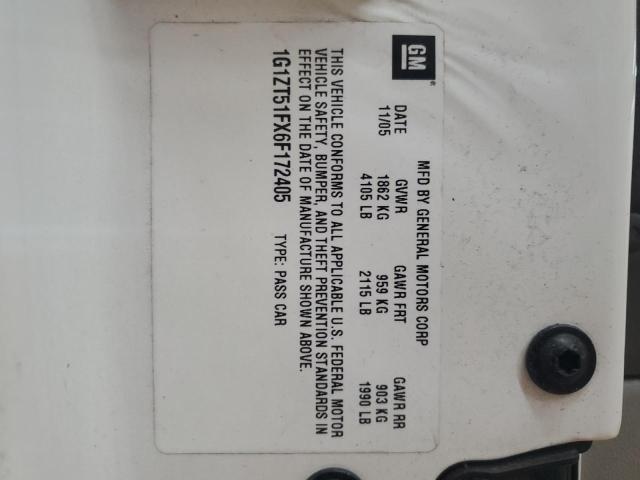 GM®
MFD BY GENERAL MOTORS CORP
DATE GVWR GAWR FRT GAWR RR
11/05 1862 KG 959 KG 903 KG
4105 LB 2115 LB 1990 LB
THIS VEHICLE CONFORMS TO ALL APPLICABLE U.S. FEDERAL MOTOR
VEHICLE SAFETY, BUMPER, AND THEFT PREVENTION STANDARDS IN
EFFECT ON THE DATE OF MANUFACTURE SHOWN ABOVE.
1G1ZT51FX6F172405 TYPE: PASS CAR